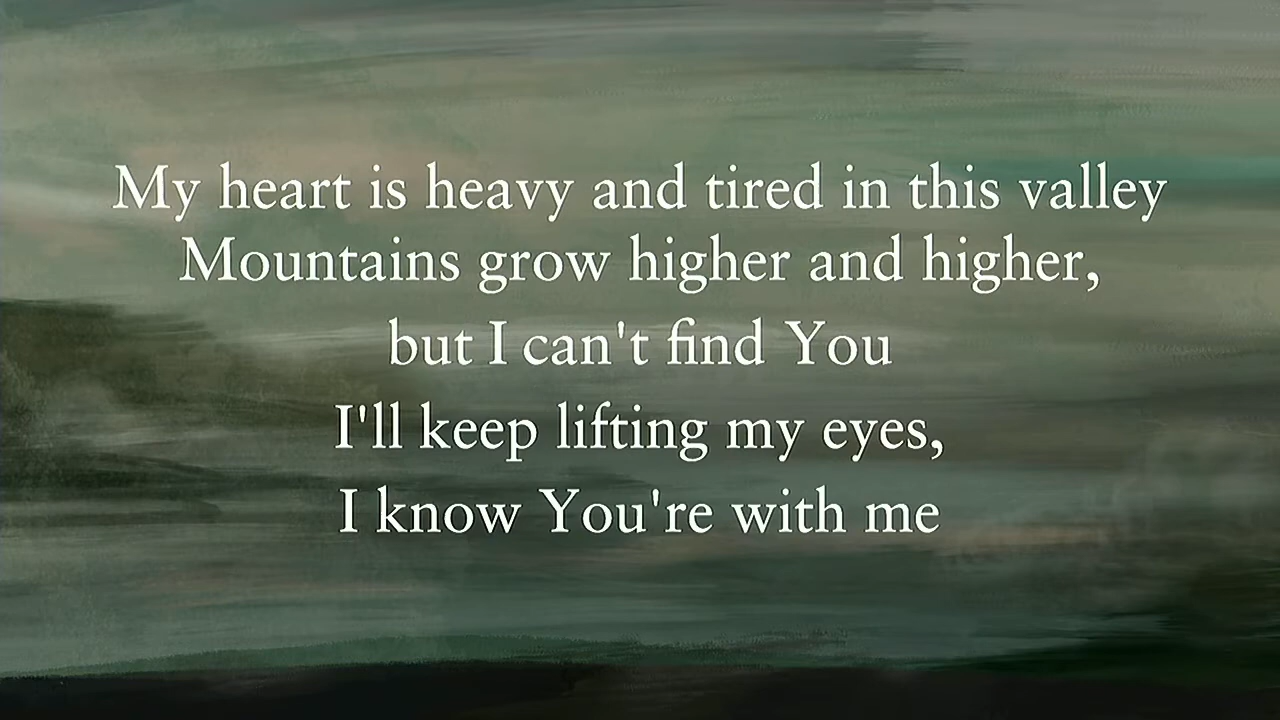 My heart is heavy and tired in this valley
Mountains grow higher and higher,
but I can't find You
I'll keep lifting my eyes,
I know You're with me